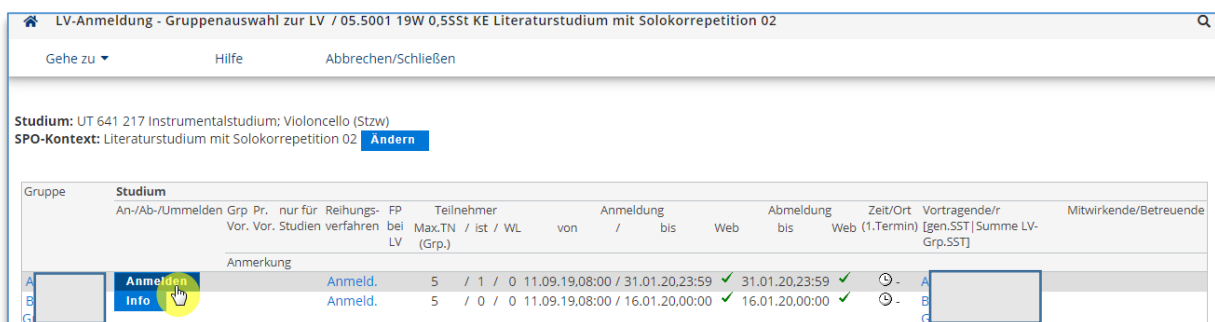 LV-Anmeldung - Gruppenauswahl zur LV / 05.5001 19W 0,5SSt KE Literaturstudium mit Solokorrepetition 02
Gehe zu Hilfe Abbrechen/Schließen
Studium: UT 641 217 Instrumentalstudium; Violoncello (Stzw)
SPO-Kontext: Literaturstudium mit Solokorrepetition 02 Ändern
Gruppe Studium
An-/Ab-/Ummelden Grp Pr. nur für Reihungs- FP Teilnehmer Anmeldung Abmeldung Zeit/Ort Vortragende/r Mitwirkende/Betreuende
Vor. Vor. Studien verfahren bei Max.TN / ist / WL von / bis Web bis Web (1.Termin) [gen.SST|Summe LV-
LV (Grp.) Grp.SST]
Anmerkung
A Anmelden Anmeld. 5 / 1 / 0 11.09.19,08:00 / 31.01.20,23:59 31.01.20,23:59 - A
B Info Anmeld. 5 / 0 / 0 11.09.19,08:00 / 16.01.20,00:00 16.01.20,00:00 - B